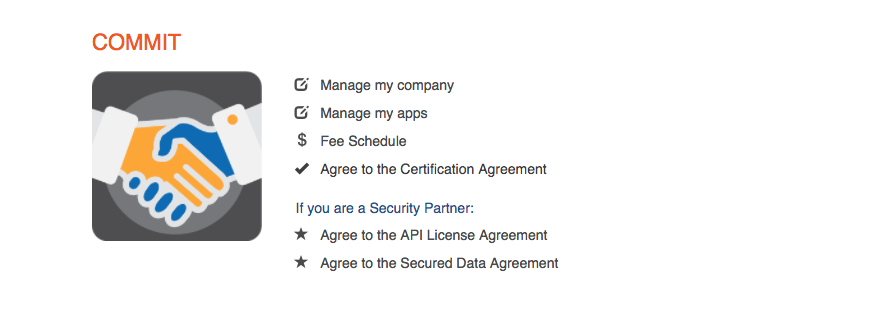 COMMIT
Manage my company
Manage my apps
$ Fee Schedule
Agree to the Certification Agreement
If you are a Security Partner:
Agree to the API License Agreement
Agree to the Secured Data Agreement